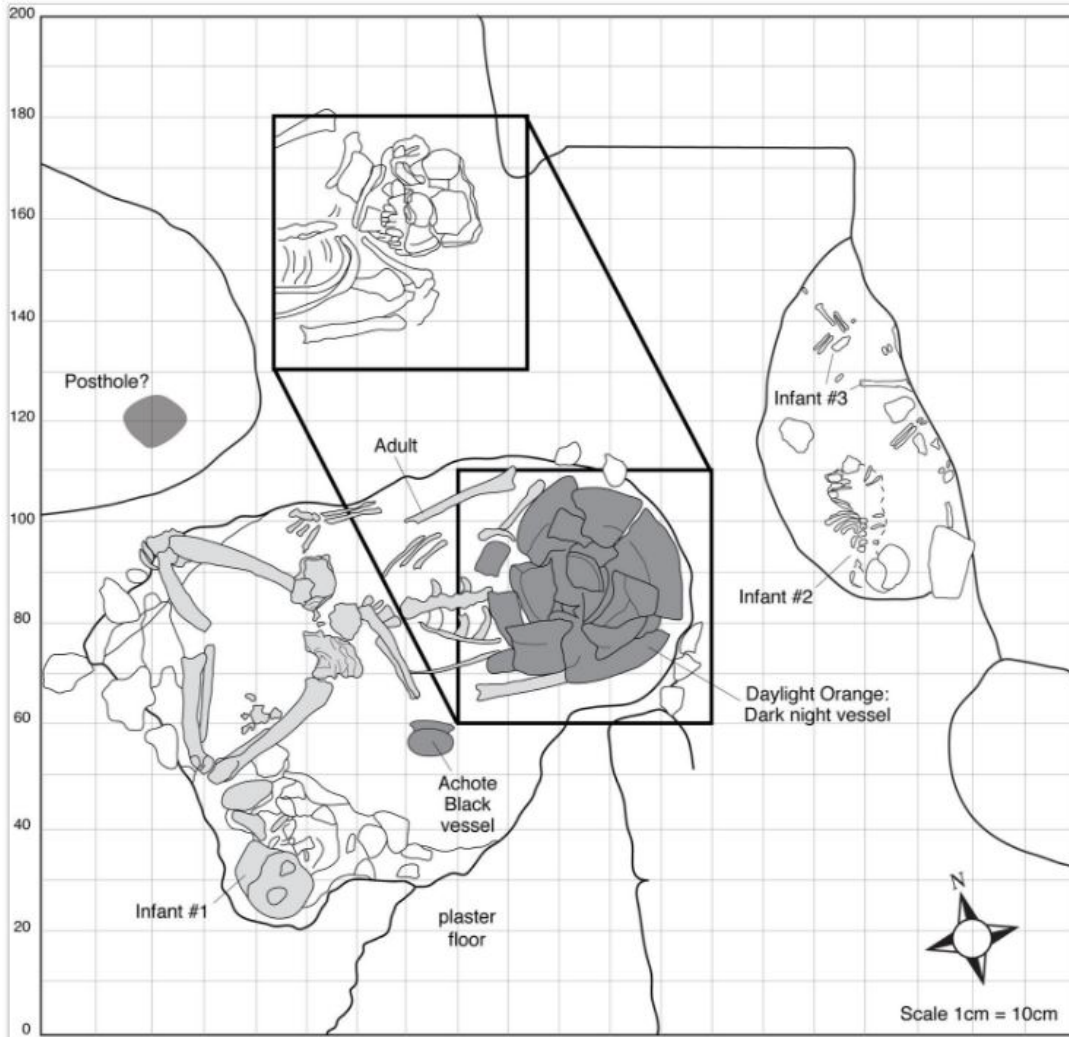 200
180
160
140
120
100
80
60
40
20
0
Posthole?
Adult
Infant #3
Infant #2
Daylight Orange:
Dark night vessel
Achote
Black
vessel
Infant #1
plaster
floor
N
Scale 1cm = 10cm